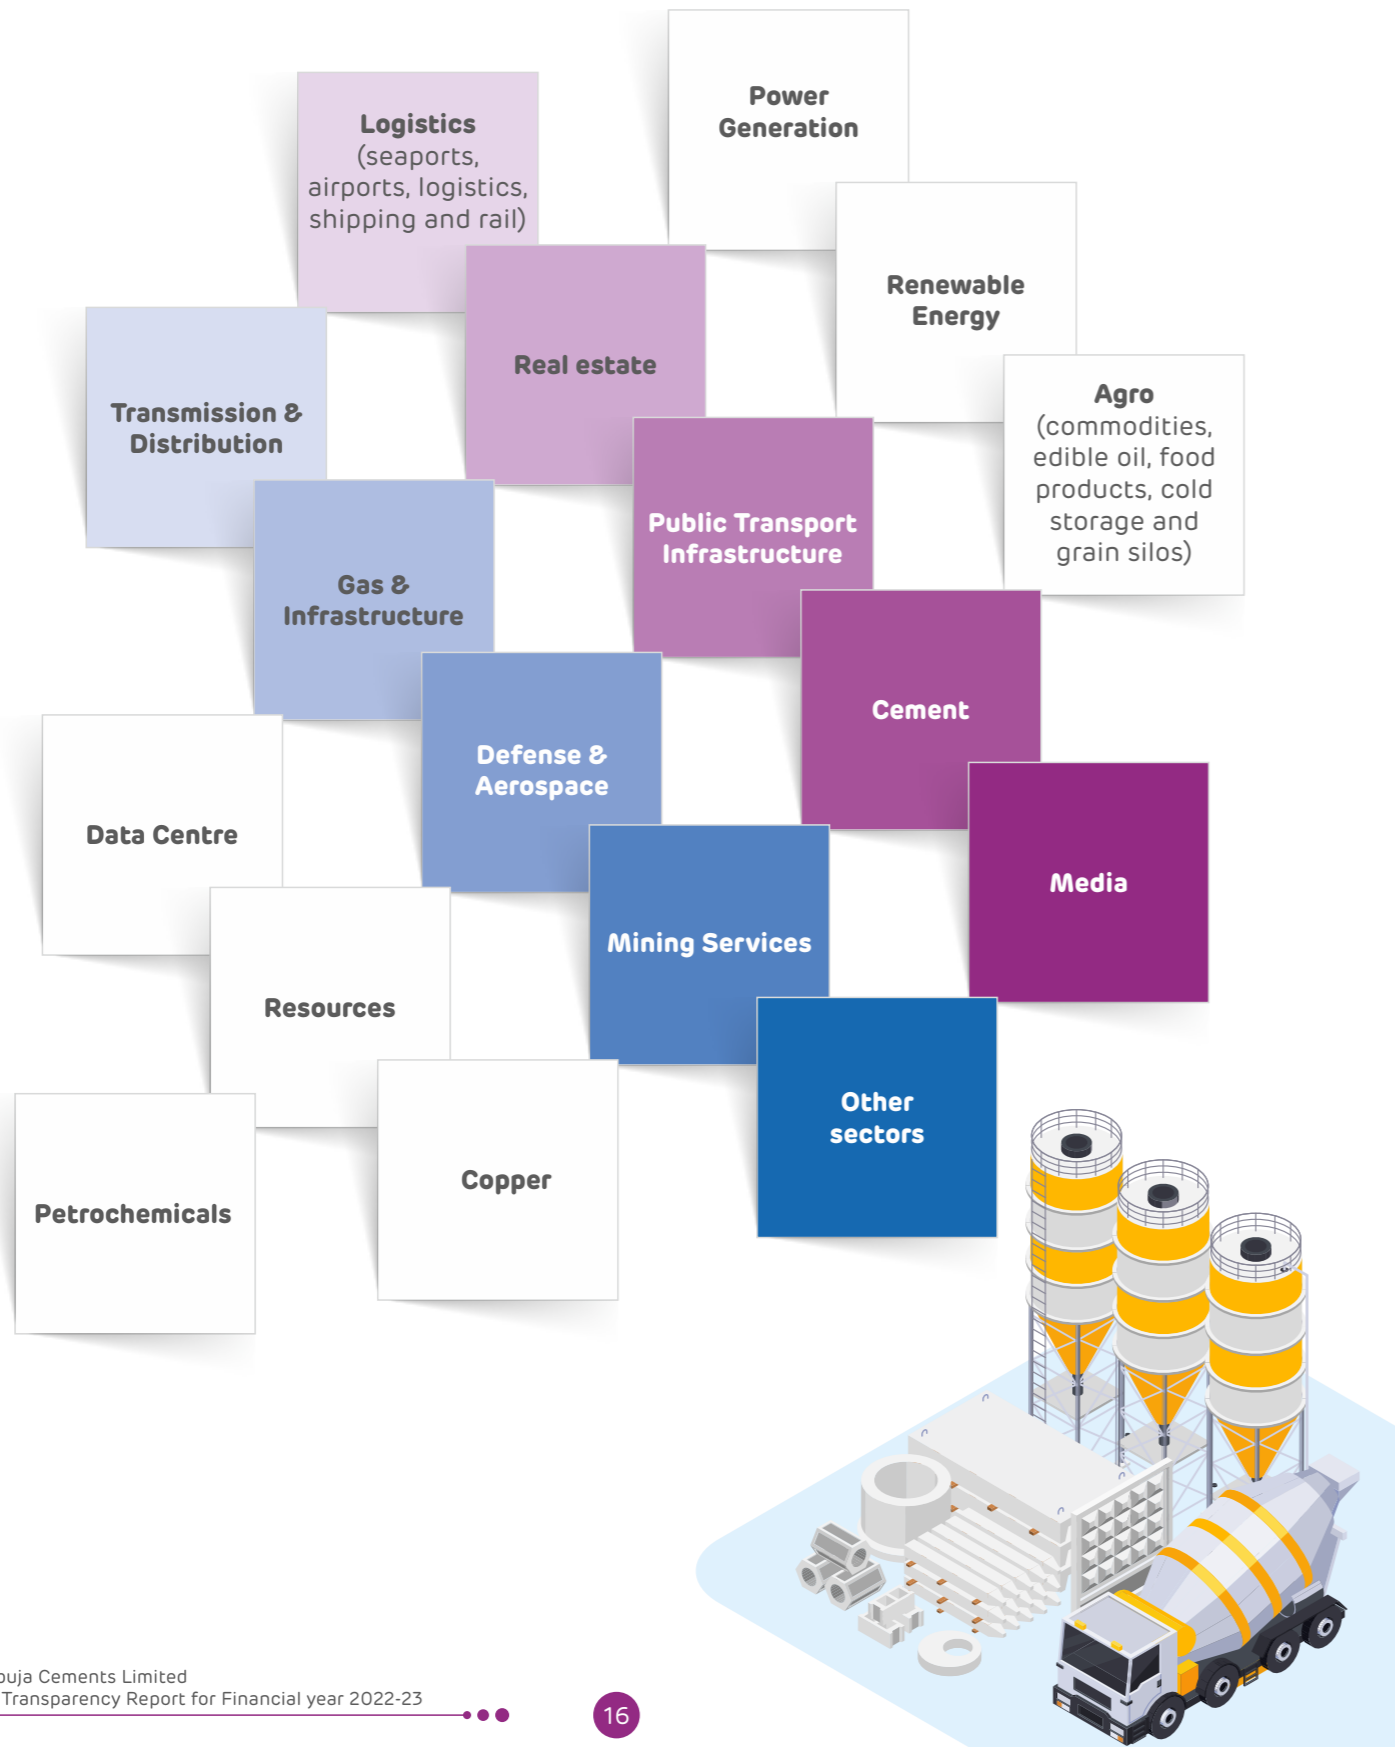 Power
Generation
Logistics
(seaports,
airports, logistics,
shipping and rail)
Renewable
Energy
Real estate
Agro
(commodities,
edible oil, food
products, cold
storage and
grain silos)
Transmission &
Distribution
Public Transport
Infrastructure
Gas &
Infrastructure
Cement
Defense &
Aerospace
Data Centre
Media
Mining Services
Resources
Other
sectors
Copper
Petrochemicals
Cements Limited
Transparency Report for Financial year 2022-23
16